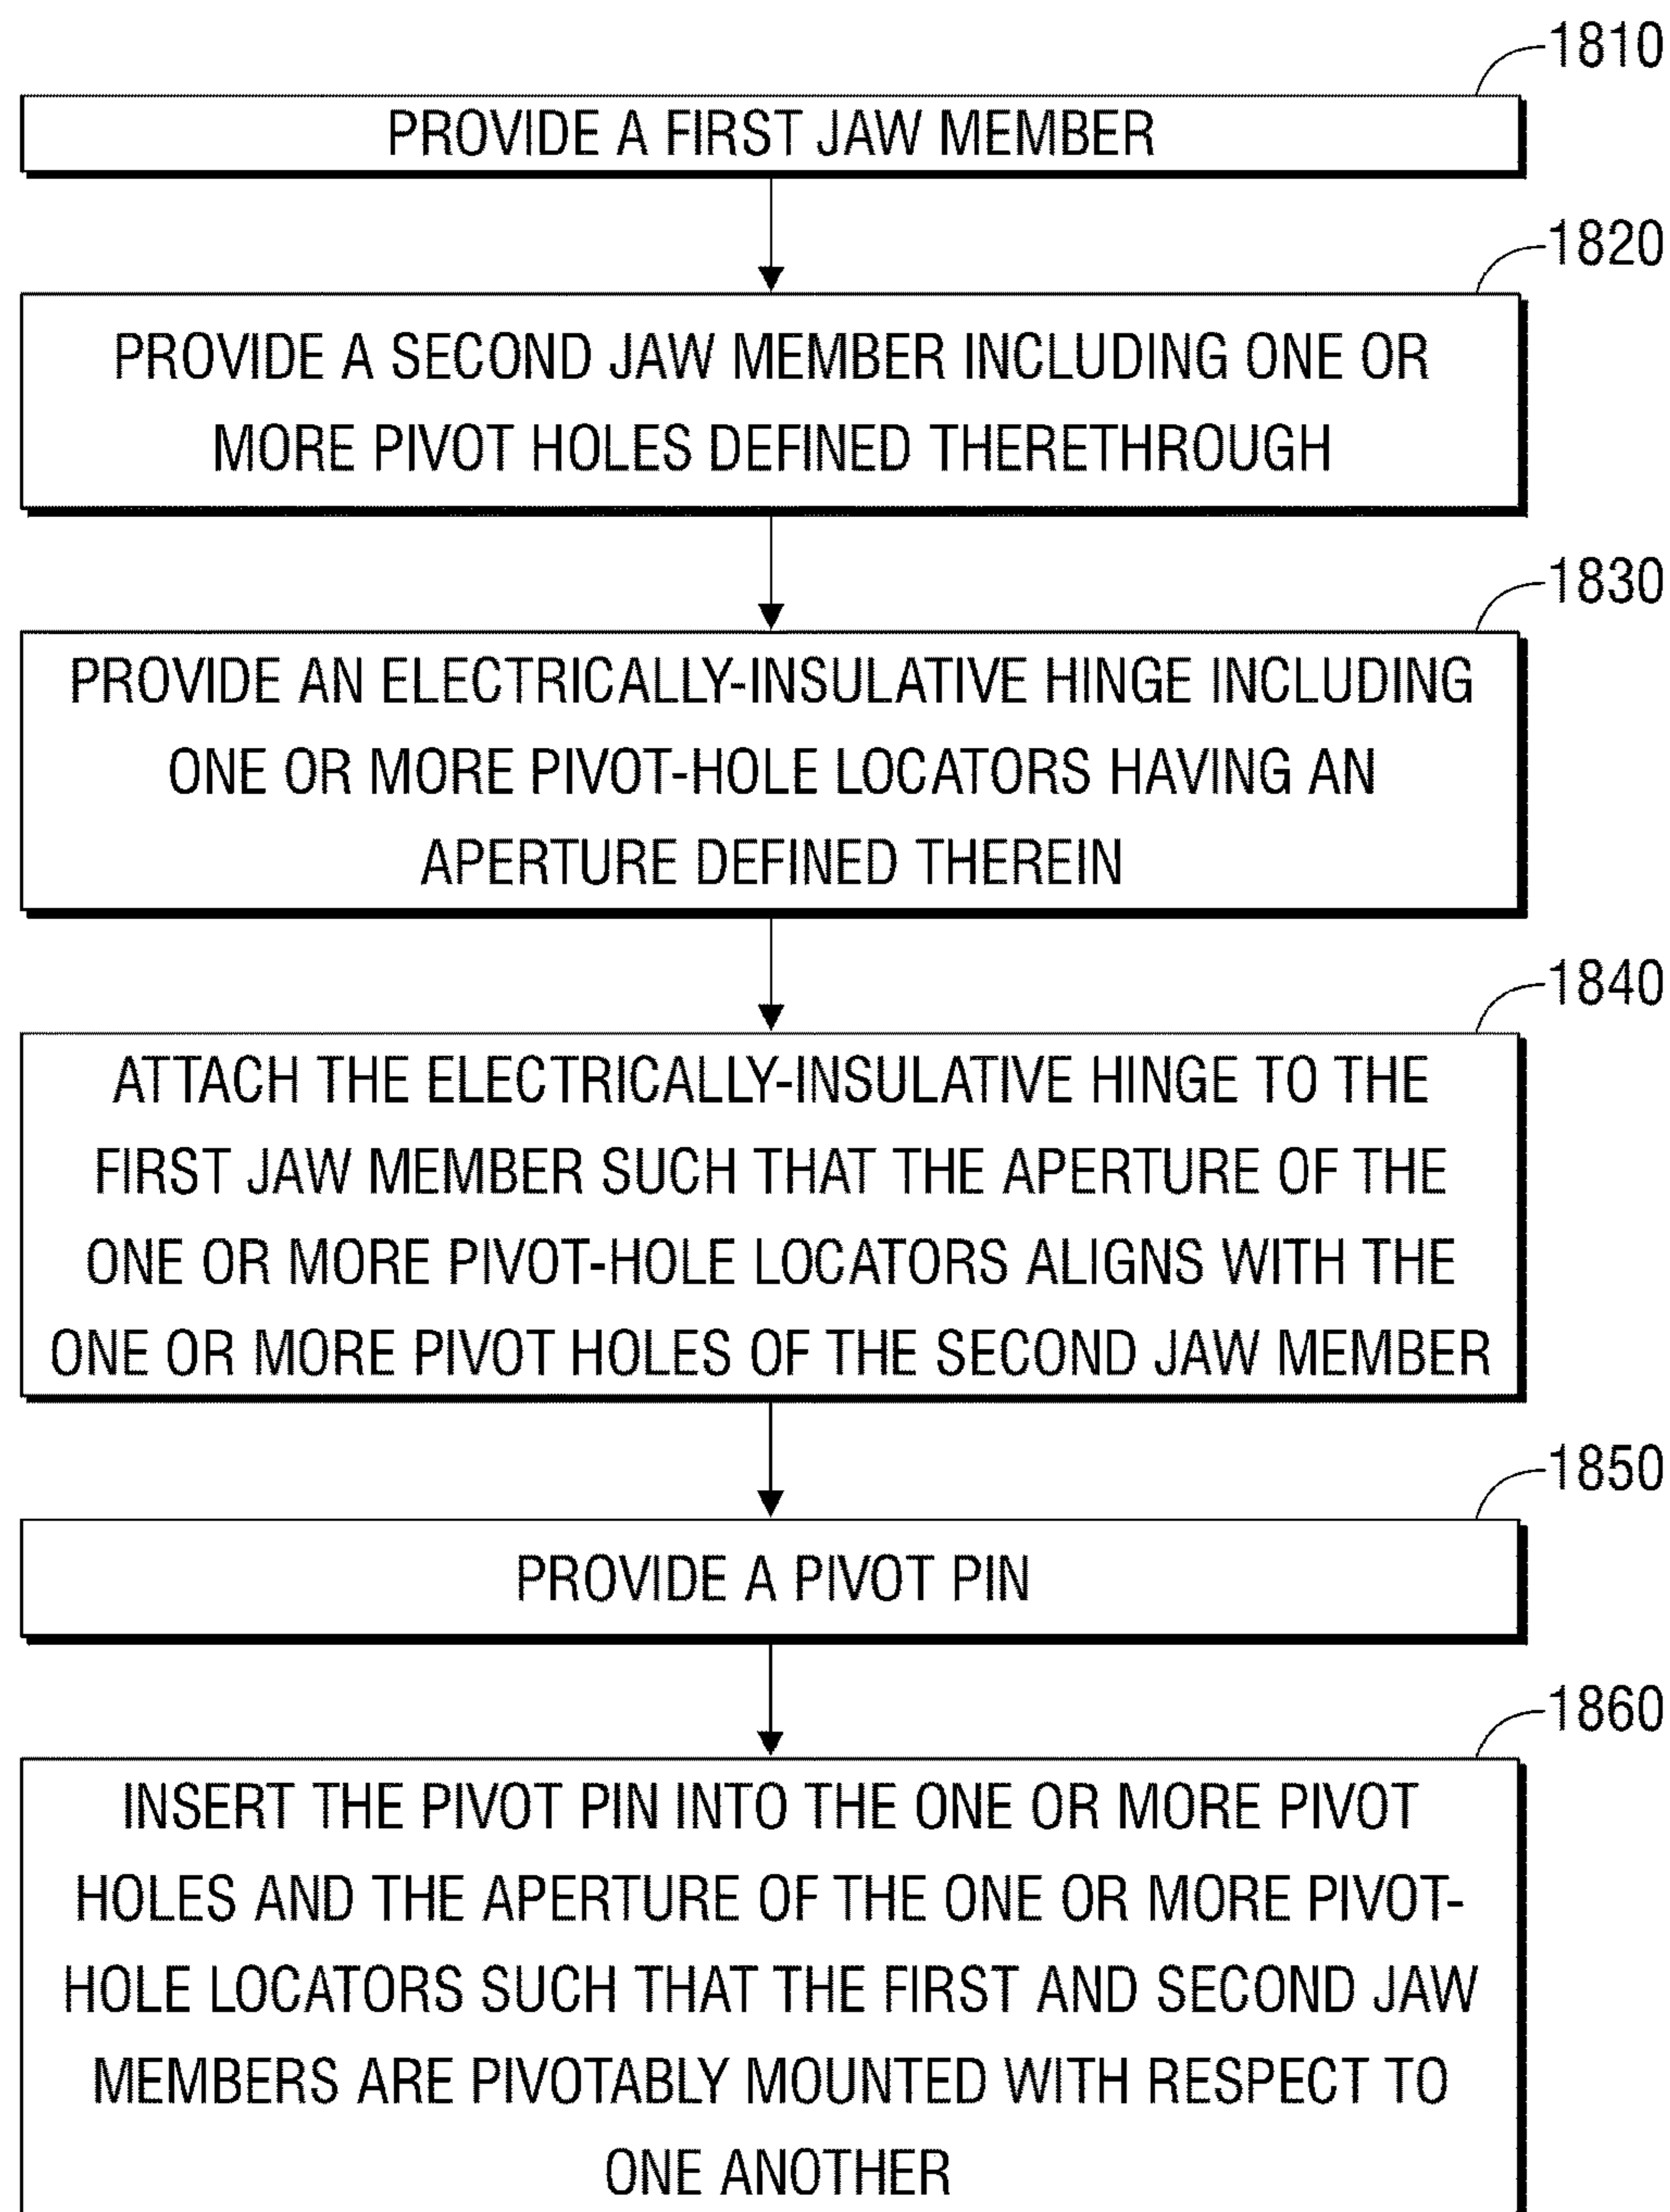 1810
PROVIDE A FIRST JAW MEMBER
1820
PROVIDE A SECOND JAW MEMBER INCLUDING ONE OR
MORE PIVOT HOLES DEFINED THERETHROUGH
1830
PROVIDE AN ELECTRICALLY-INSULATIVE HINGE INCLUDING
ONE OR MORE PIVOT-HOLE LOCATORS HAVING AN
APERTURE DEFINED THEREIN
1840
ATTACH THE ELECTRICALLY-INSULATIVE HINGE TO THE
FIRST JAW MEMBER SUCH THAT THE APERTURE OF THE
ONE OR MORE PIVOT-HOLE LOCATORS ALIGNS WITH THE
ONE OR MORE PIVOT HOLES OF THE SECOND JAW MEMBER
1850
PROVIDE A PIVOT PIN
1860
INSERT THE PIVOT PIN INTO THE ONE OR MORE PIVOT
HOLES AND THE APERTURE OF THE ONE OR MORE PIVOT-
HOLE LOCATORS SUCH THAT THE FIRST AND SECOND JAW
MEMBERS ARE PIVOTABLY MOUNTED WITH RESPECT TO
ONE ANOTHER